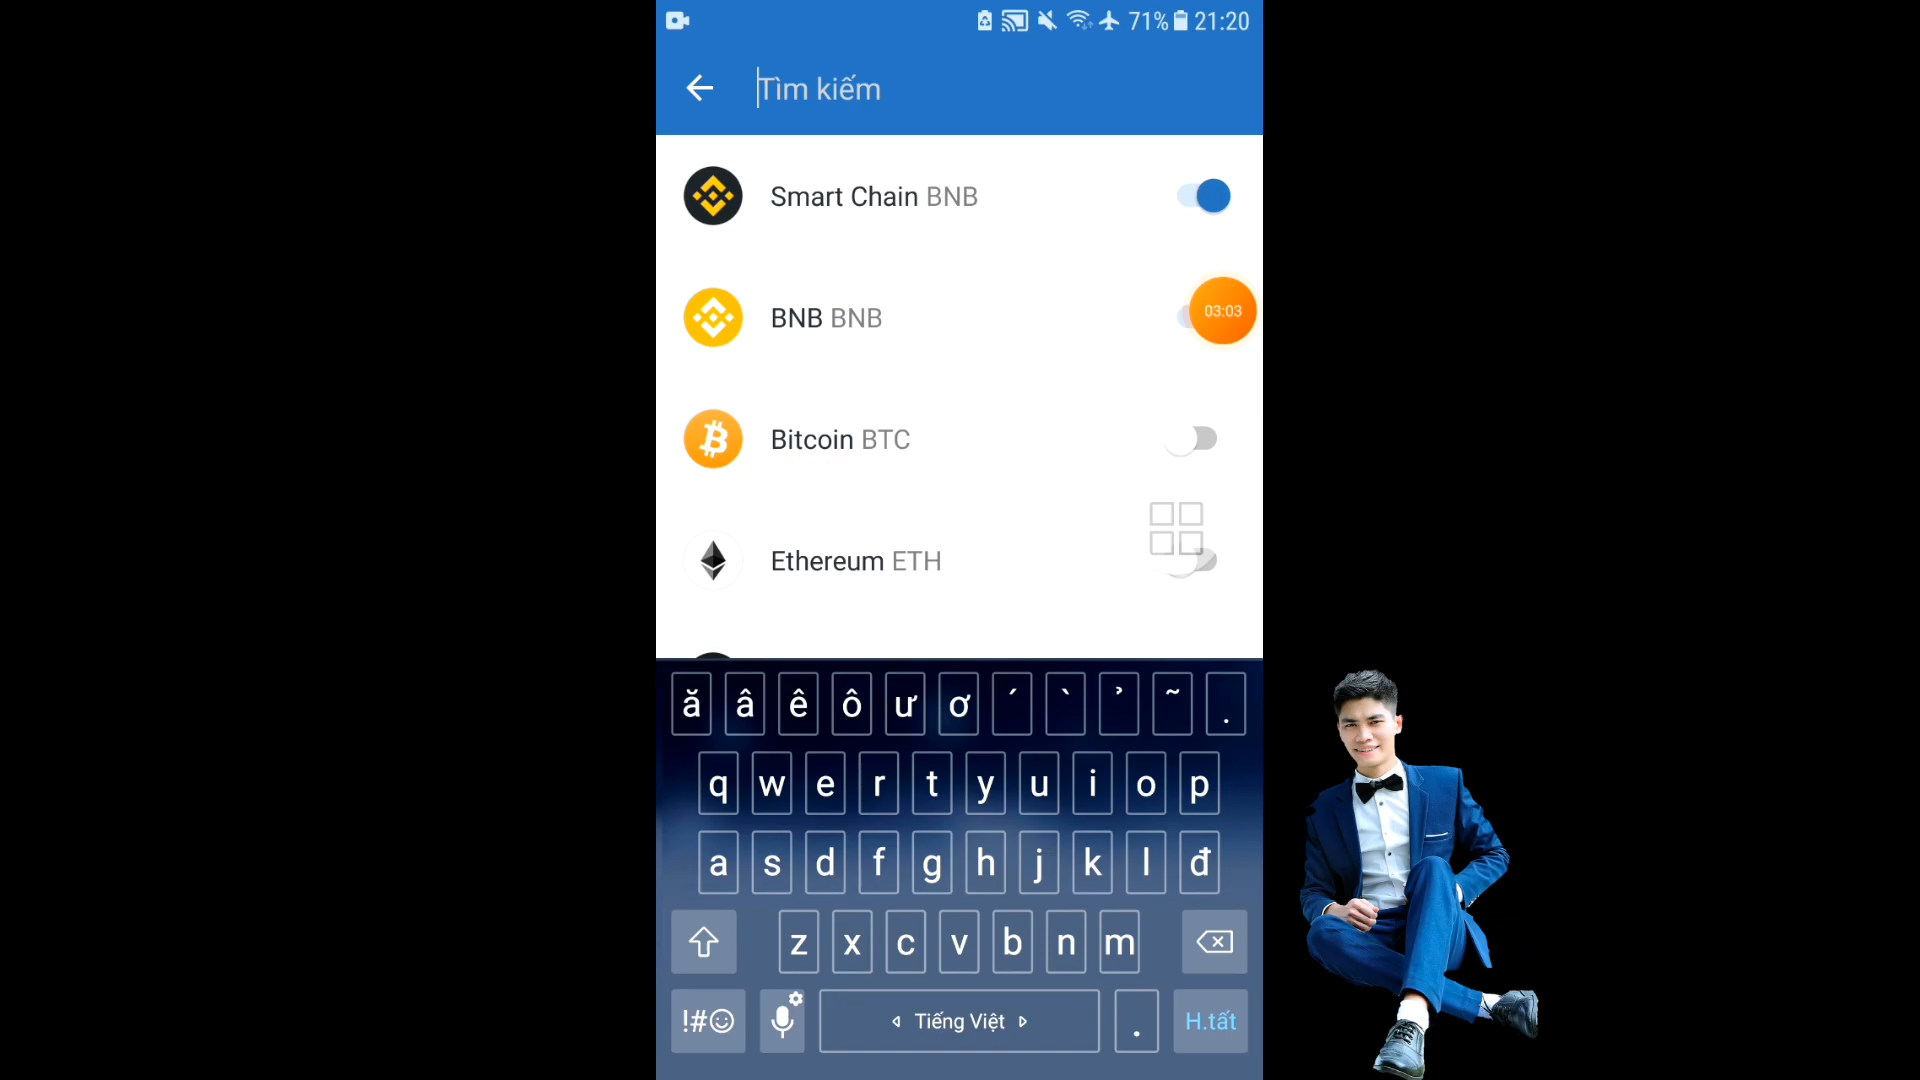 71% 21:20
Tìm kiếm
Smart Chain BNB
BNB BNB
03:03
Bitcoin BTC
Ethereum ETH
ă â ê ô ư ơ ´ ` ̉ ~ .
q w e r t y u i o p
a s d f g h j k l đ
z x c v b n m
!#☺ Tiếng Việt . H.tất